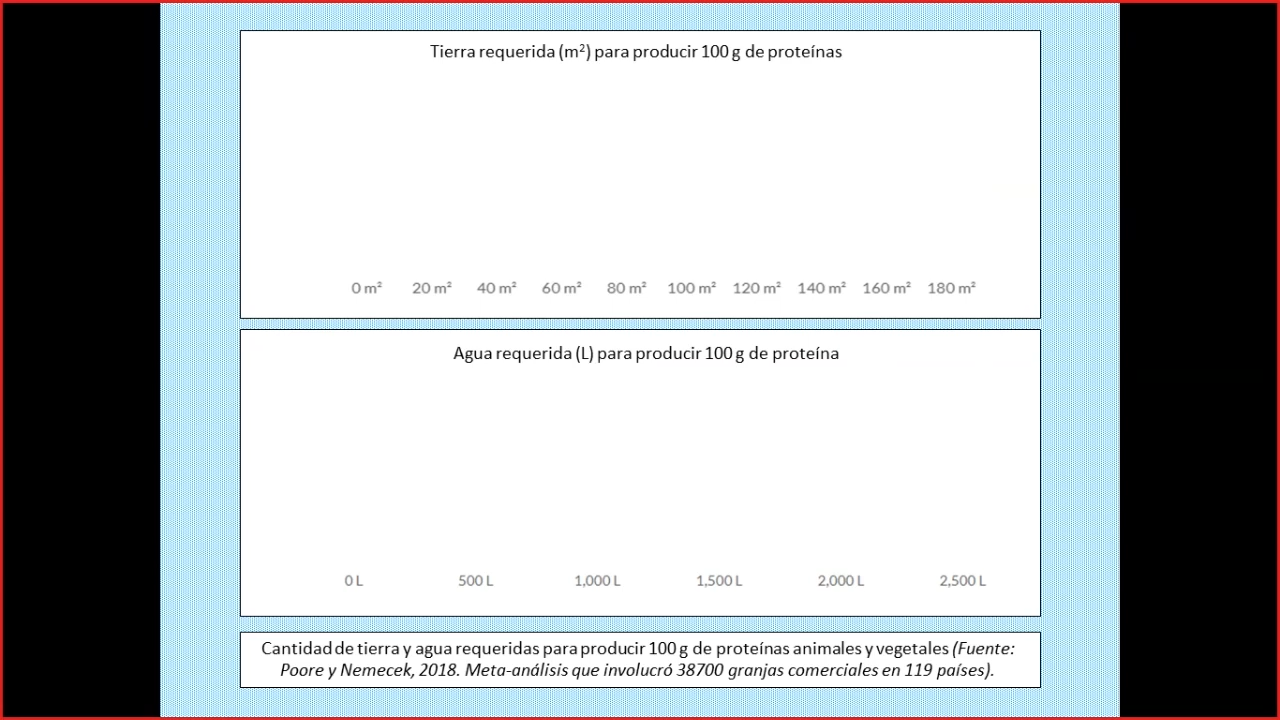 Tierra requerida (m²) para producir 100 g de proteínas
0 m² 20 m² 40 m² 60 m² 80 m² 100 m² 120 m² 140 m² 160 m² 180 m²
Agua requerida (L) para producir 100 g de proteína
0 L 500 L 1,000 L 1,500 L 2,000 L 2,500 L
Cantidad de tierra y agua requeridas para producir 100 g de proteínas animales y vegetales (Fuente:
Poore y Nemecek, 2018. Meta-análisis que involucró 38700 granjas comerciales en 119 países).